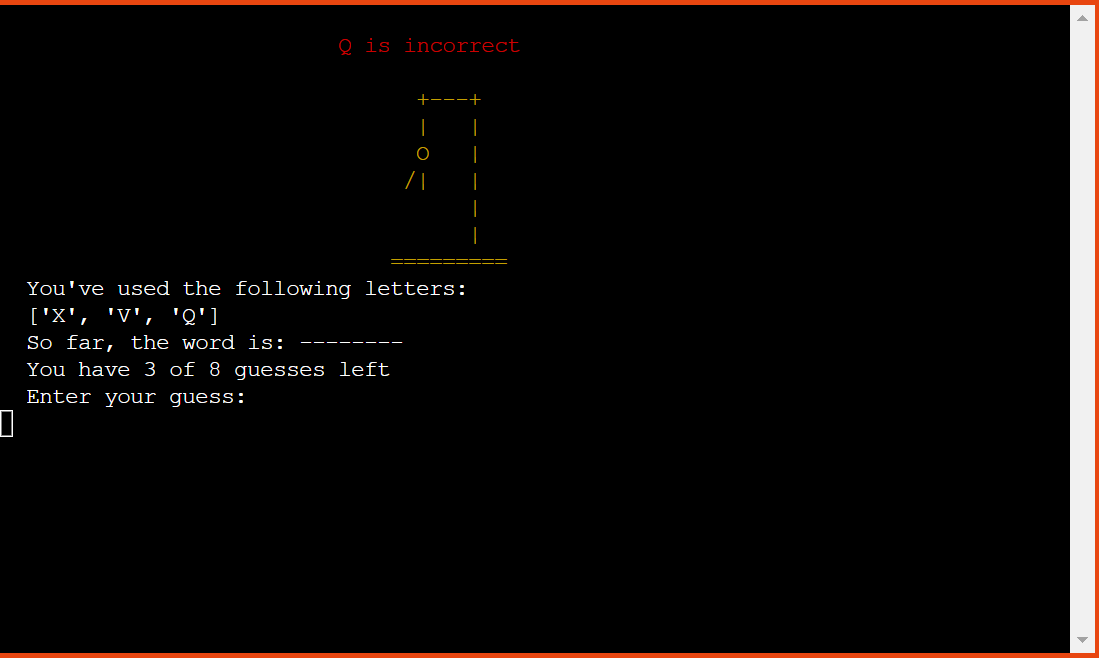 Q is incorrect
+---+
|   |
O   |
/|   |
|
|
=========
You've used the following letters:
['X', 'V', 'Q']
So far, the word is: --------
You have 3 of 8 guesses left
Enter your guess: